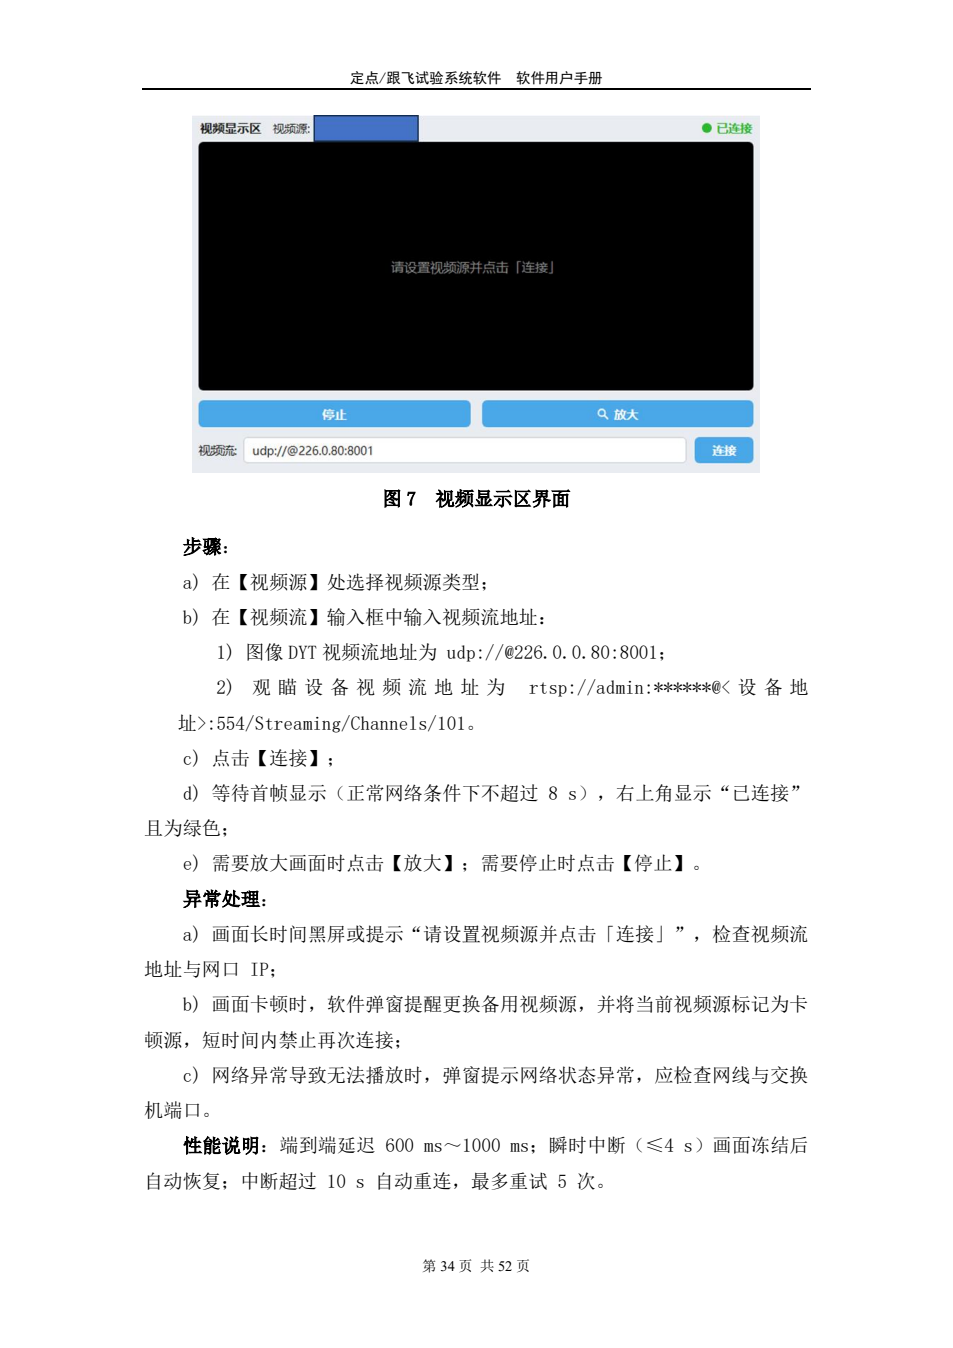 定点/跟飞试验系统软件 软件用户手册
视频显示区 视频源: 已连接
请设置视频源并点击「连接」
停止 放大
视频流: udp://@226.0.80:8001 连接
图 7 视频显示区界面
步骤：
a）在【视频源】处选择视频源类型；
b）在【视频流】输入框中输入视频流地址：
1）图像 DYT 视频流地址为 udp://@226.0.0.80:8001；
2）观瞄设备视频流地址为 rtsp://admin:******@<设备地
址>:554/Streaming/Channels/101。
c）点击【连接】；
d）等待首帧显示（正常网络条件下不超过 8 s），右上角显示“已连接”
且为绿色；
e）需要放大画面时点击【放大】；需要停止时点击【停止】。
异常处理：
a）画面长时间黑屏或提示“请设置视频源并点击「连接」”，检查视频流
地址与网口 IP；
b）画面卡顿时，软件弹窗提醒更换备用视频源，并将当前视频源标记为卡
顿源，短时间内禁止再次连接；
c）网络异常导致无法播放时，弹窗提示网络状态异常，应检查网线与交换
机端口。
性能说明：端到端延迟 600 ms～1000 ms；瞬时中断（≤4 s）画面冻结后
自动恢复；中断超过 10 s 自动重连，最多重试 5 次。
第 34 页 共 52 页